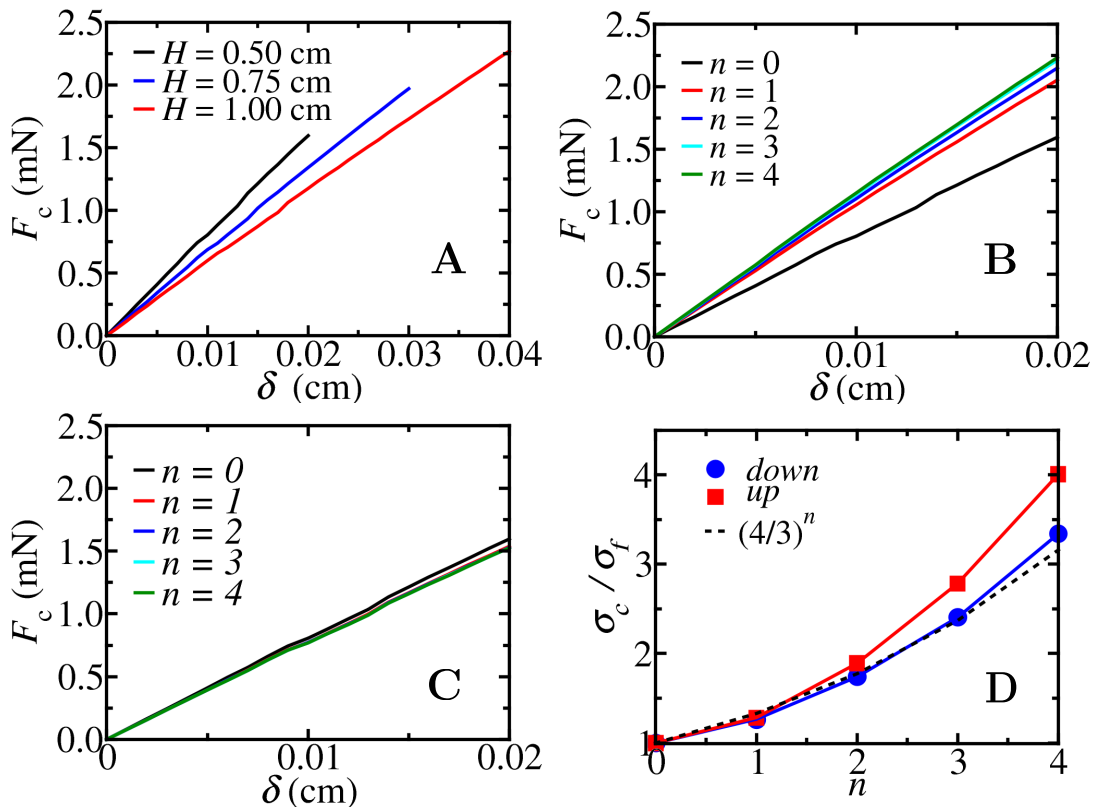 2.5
2.0
1.5
1.0
0.5
0.0
F_c (mN)
H = 0.50 cm
H = 0.75 cm
H = 1.00 cm
A
0 0.01 0.02 0.03 0.04
δ (cm)
2.5
2.0
1.5
1.0
0.5
0.0
F_c (mN)
n = 0
n = 1
n = 2
n = 3
n = 4
B
0 0.01 0.02
δ (cm)
2.5
2.0
1.5
1.0
0.5
0.0
F_c (mN)
n = 0
n = 1
n = 2
n = 3
n = 4
C
0 0.01 0.02
δ (cm)
4
3
2
1
σ_c / σ_f
down
up
(4/3)^n
D
0 1 2 3 4
n